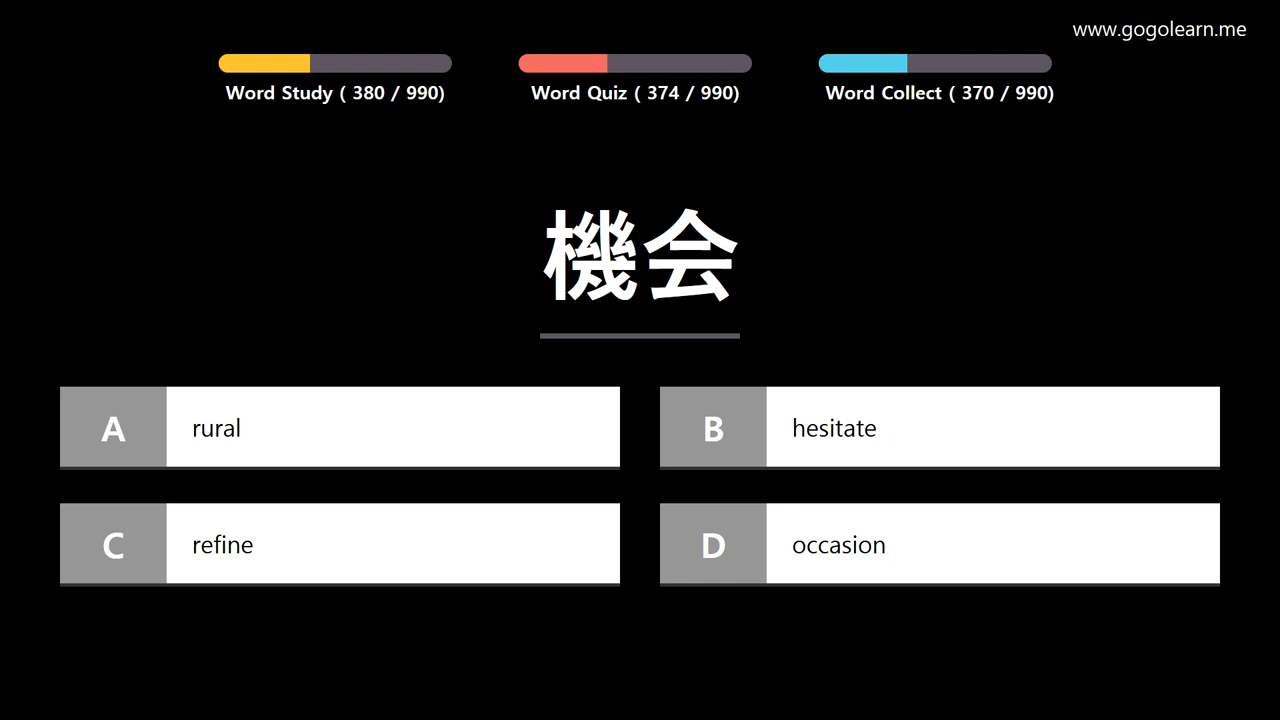 www.gogolearn.me
Word Study ( 380 / 990)
Word Quiz ( 374 / 990)
Word Collect ( 370 / 990)
機会
A rural
B hesitate
C refine
D occasion